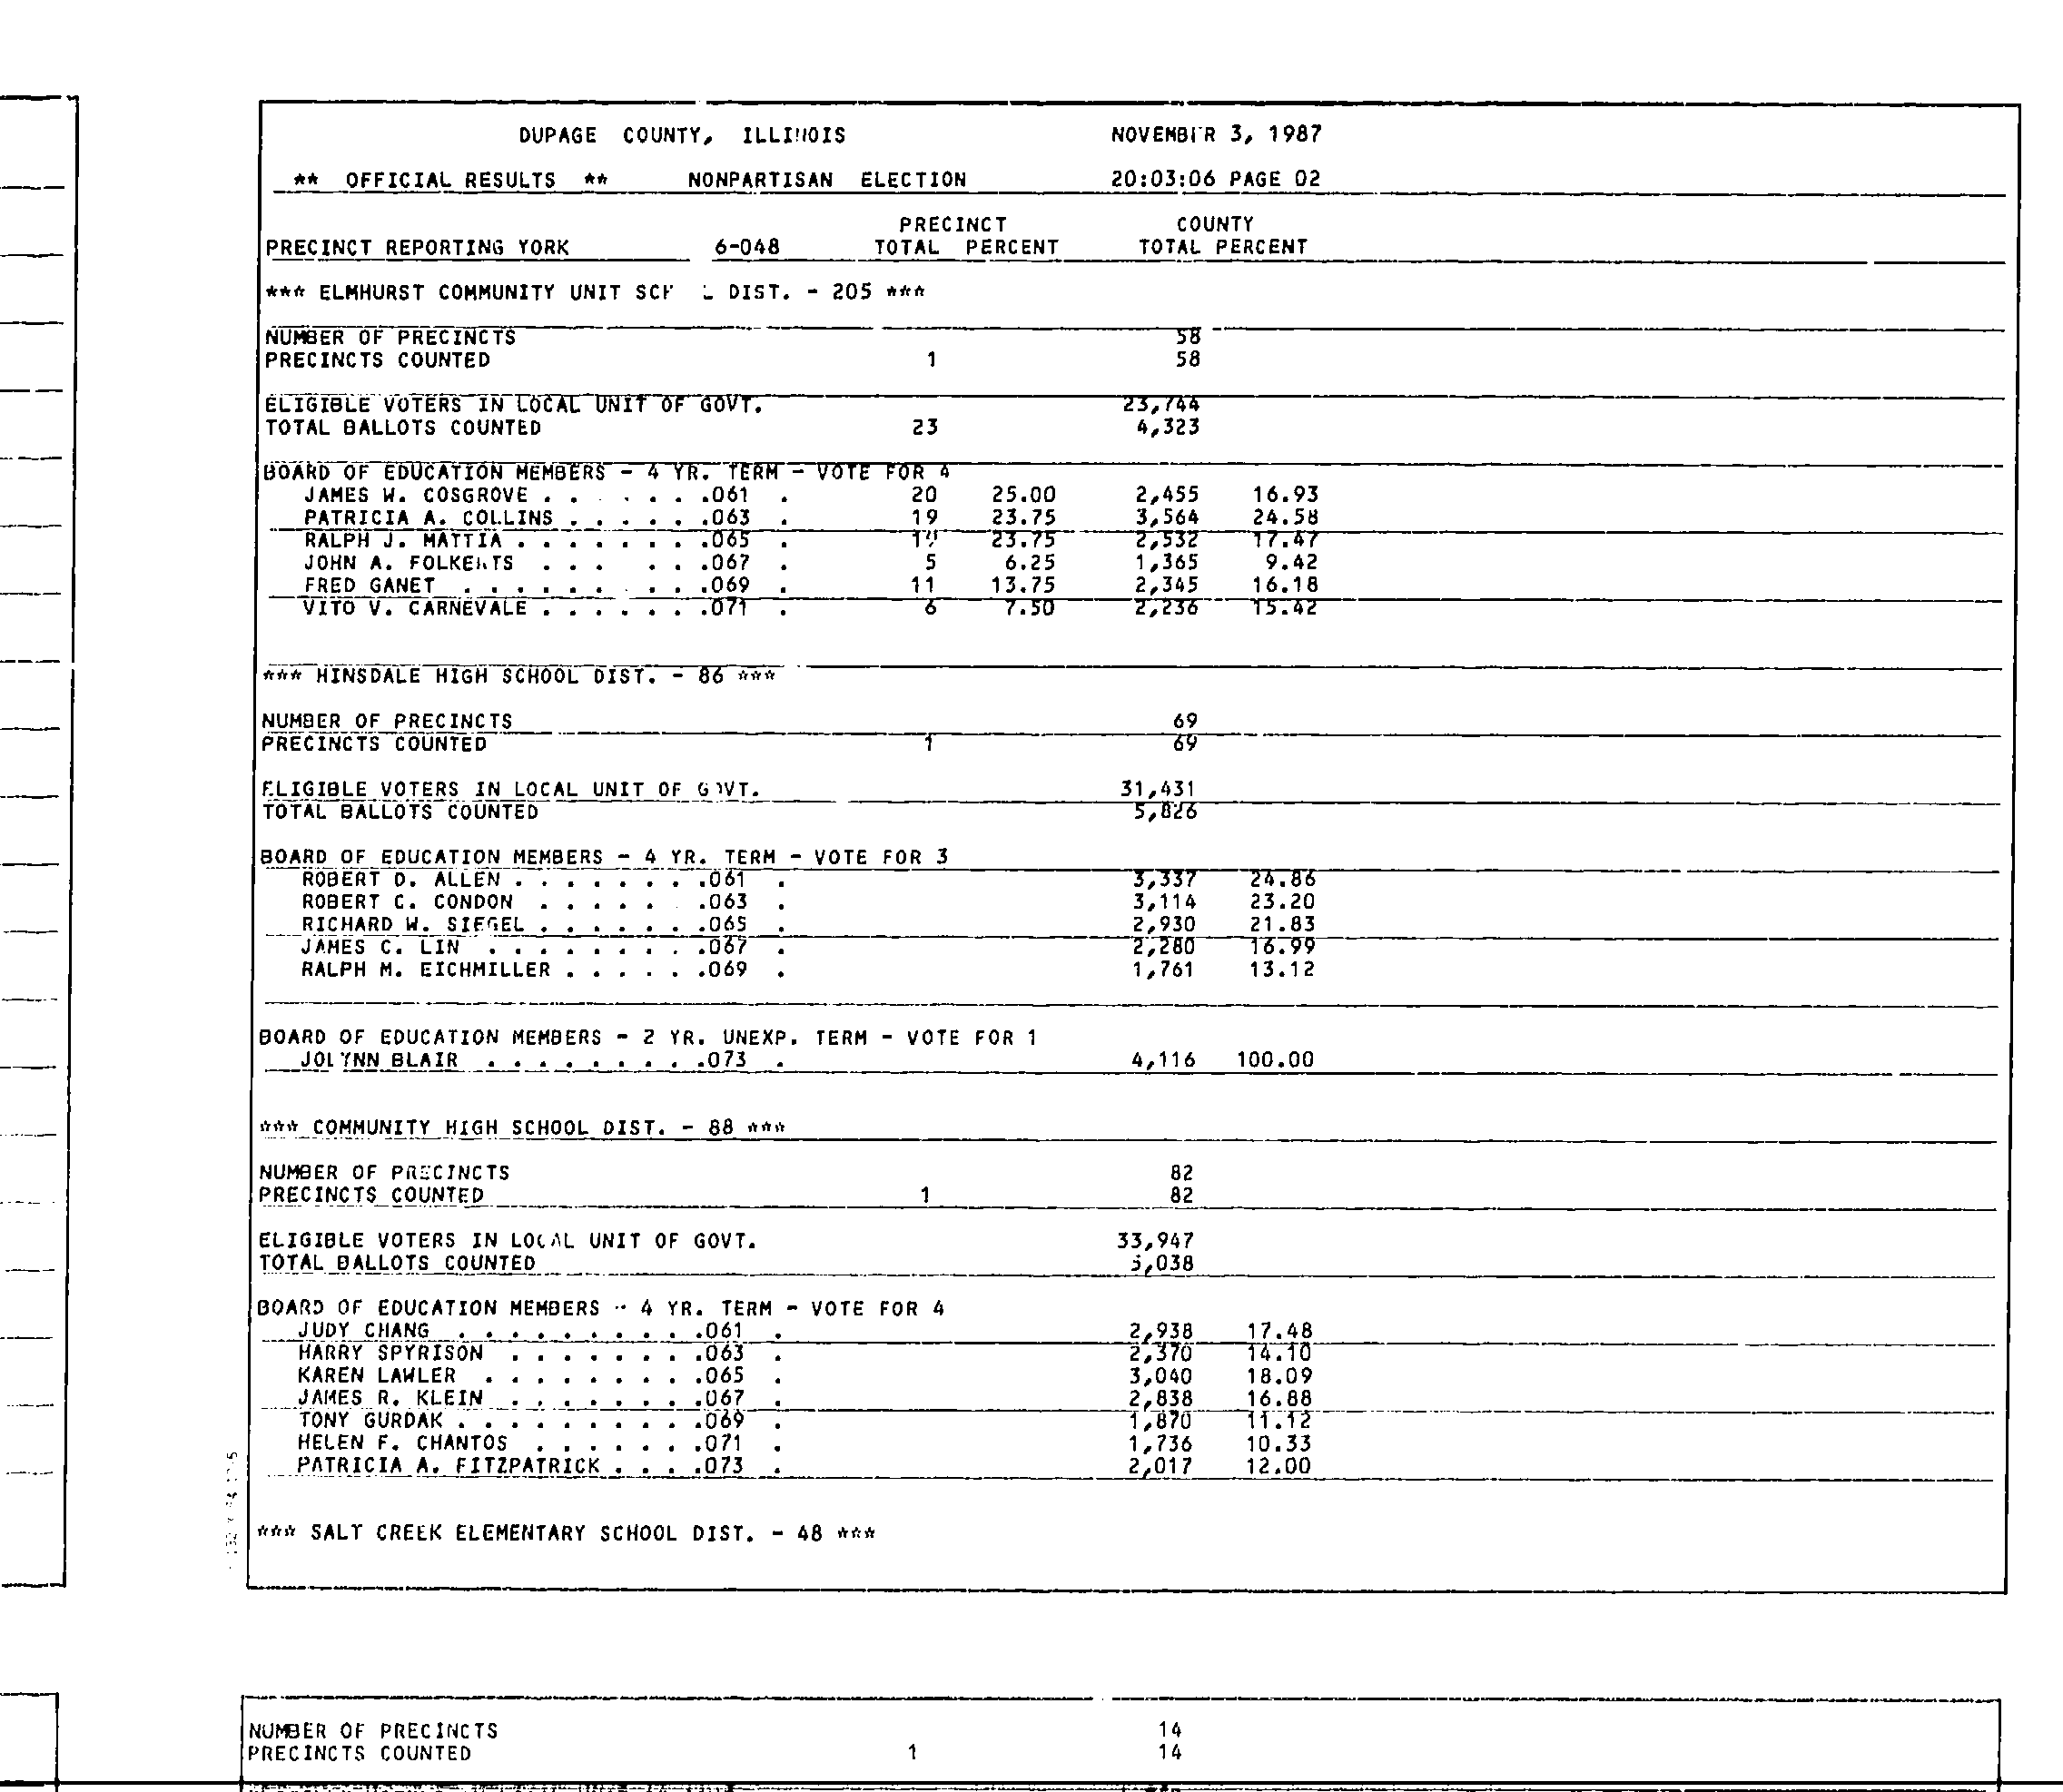 DUPAGE COUNTY, ILLINOIS NOVEMBER 3, 1987
** OFFICIAL RESULTS ** NONPARTISAN ELECTION 20:03:06 PAGE 02
PRECINCT COUNTY
PRECINCT REPORTING YORK 6-048 TOTAL PERCENT TOTAL PERCENT
*** ELMHURST COMMUNITY UNIT DIST. - 205 ***
NUMBER OF PRECINCTS 58
PRECINCTS COUNTED 1 58
ELIGIBLE VOTERS IN LOCAL UNIT OF GOVT. 23,744
TOTAL BALLOTS COUNTED 23 4,323
BOARD OF EDUCATION MEMBERS - 4 YR. TERM - VOTE FOR 4
JAMES W. COSGROVE . . . . . . .061 . 20 25.00 2,455 16.93
PATRICIA A. COLLINS . . . . . .063 . 19 23.75 3,564 24.58
RALPH J. MATTIA . . . . . . . .065 . 19 23.75 2,532 17.47
JOHN A. FOLKERTS . . . . . . .067 . 5 6.25 1,365 9.42
FRED GANET . . . . . . . . . .069 . 11 13.75 2,345 16.18
VITO V. CARNEVALE . . . . . . .071 . 6 7.50 2,236 15.42
*** HINSDALE HIGH SCHOOL DIST. - 86 ***
NUMBER OF PRECINCTS 69
PRECINCTS COUNTED 1 69
ELIGIBLE VOTERS IN LOCAL UNIT OF GOVT. 31,431
TOTAL BALLOTS COUNTED 5,826
BOARD OF EDUCATION MEMBERS - 4 YR. TERM - VOTE FOR 3
ROBERT D. ALLEN . . . . . . . .061 . 3,337 24.86
ROBERT C. CONDON . . . . . . .063 . 3,114 23.20
RICHARD W. SIEGEL . . . . . . .065 . 2,930 21.83
JAMES C. LIN . . . . . . . . .067 . 2,280 16.99
RALPH M. EICHMILLER . . . . . .069 . 1,761 13.12
BOARD OF EDUCATION MEMBERS - 2 YR. UNEXP. TERM - VOTE FOR 1
JOLYNN BLAIR . . . . . . . . .073 . 4,116 100.00
*** COMMUNITY HIGH SCHOOL DIST. - 88 ***
NUMBER OF PRECINCTS 82
PRECINCTS COUNTED 1 82
ELIGIBLE VOTERS IN LOCAL UNIT OF GOVT. 33,947
TOTAL BALLOTS COUNTED 5,038
BOARD OF EDUCATION MEMBERS - 4 YR. TERM - VOTE FOR 4
JUDY CHANG . . . . . . . . . .061 . 2,938 17.48
HARRY SPYRISON . . . . . . . .063 . 2,370 14.10
KAREN LAWLER . . . . . . . . .065 . 3,040 18.09
JAMES R. KLEIN . . . . . . . .067 . 2,838 16.88
TONY GURDAK . . . . . . . . . .069 . 1,870 11.12
HELEN F. CHANTOS . . . . . . .071 . 1,736 10.33
PATRICIA A. FITZPATRICK . . . .073 . 2,017 12.00
*** SALT CREEK ELEMENTARY SCHOOL DIST. - 48 ***
NUMBER OF PRECINCTS 14
PRECINCTS COUNTED 1 14